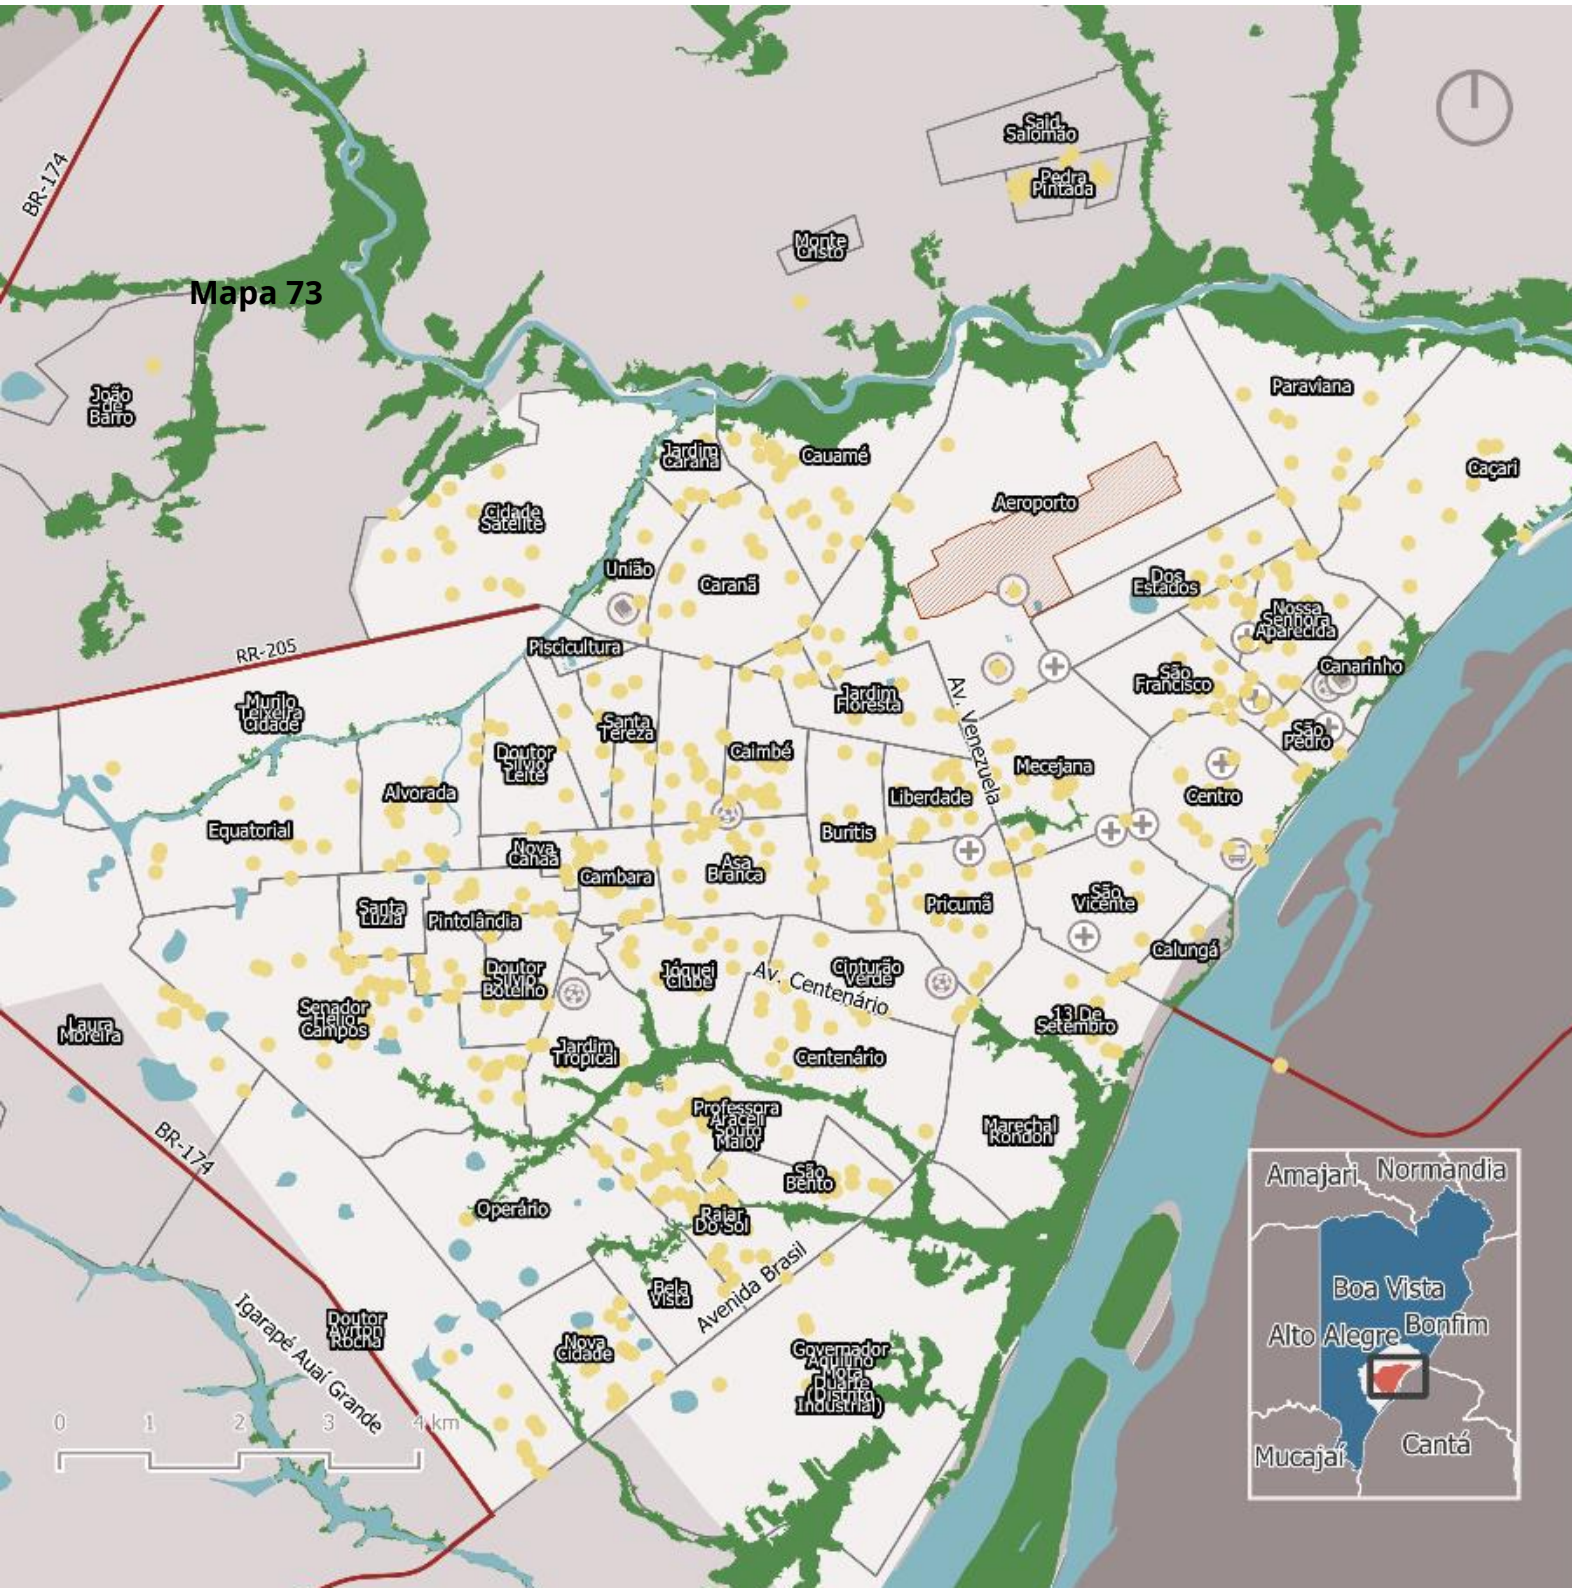 Said
Salomão
BR-174
Pedra
Pintada
Monte
Cristo
Mapa 73
João
de
Barro
Paraviana
Jardim
Caranã
Cauamé
Caçari
Cidade
Satélite
Aeroporto
União
Caranã
Dos
Estados
Nossa
Senhora
Aparecida
RR-205
Piscicultura
Canarinho
São
Francisco
Murilo
Teixeira
Cidade
Jardim
Floresta
Av. Venezuela
Santa
Tereza
São
Pedro
Doutor
Silvio
Leite
Caimbé
Mecejana
Alvorada
Liberdade
Centro
Equatorial
Buritis
Nova
Canaã
Cambara
Asa
Branca
Santa
Luzia
Pintolândia
Pricumã
São
Vicente
Calungá
Doutor
Silvio
Botelho
Jóquei
Clube
Cinturão
Verde
Av. Centenário
Senador
Hélio
Campos
Laura
Moreira
13 De
Setembro
Jardim
Tropical
Centenário
Professora
Araceli
Souto
Maior
Marechal
Rondon
BR-174
São
Bento
Operário
Raiar
Do Sol
Bela
Vista
Avenida Brasil
Igarapé Auaí Grande
Doutor
Ayrton
Rocha
Nova
Cidade
Governador
Aquilino
Mota
Duarte
(Distrito
Industrial)
0 1 2 3 4 km
Amajari
Normandia
Boa Vista
Bonfim
Alto Alegre
Cantá
Mucajaí